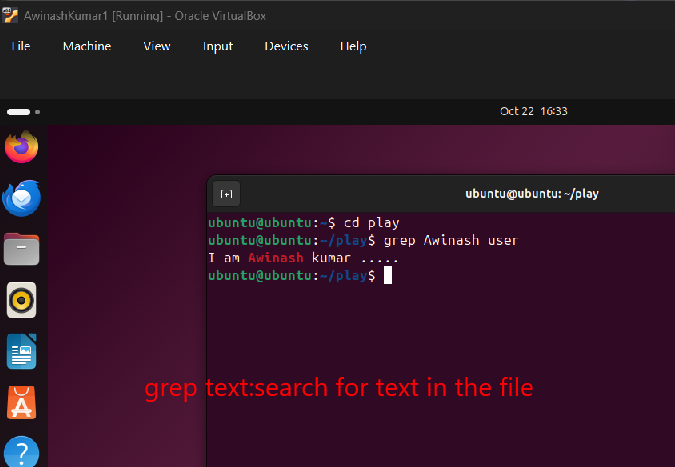 AwinashKumar1 [Running] - Oracle VirtualBox
File Machine View Input Devices Help
Oct 22 16:33
ubuntu@ubuntu: ~/play
ubuntu@ubuntu:~$ cd play
ubuntu@ubuntu:~/play$ grep Awinash user
I am Awinash kumar .....
ubuntu@ubuntu:~/play$
grep text:search for text in the file